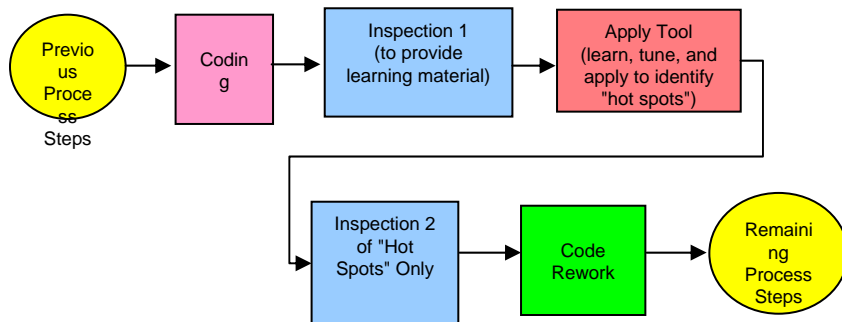 Previo
us
Proce
ss
Steps
Codin
g
Inspection 1
(to provide
learning material)
Apply Tool
(learn, tune, and
apply to identify
"hot spots")
Inspection 2
of "Hot
Spots" Only
Code
Rework
Remaini
ng
Process
Steps